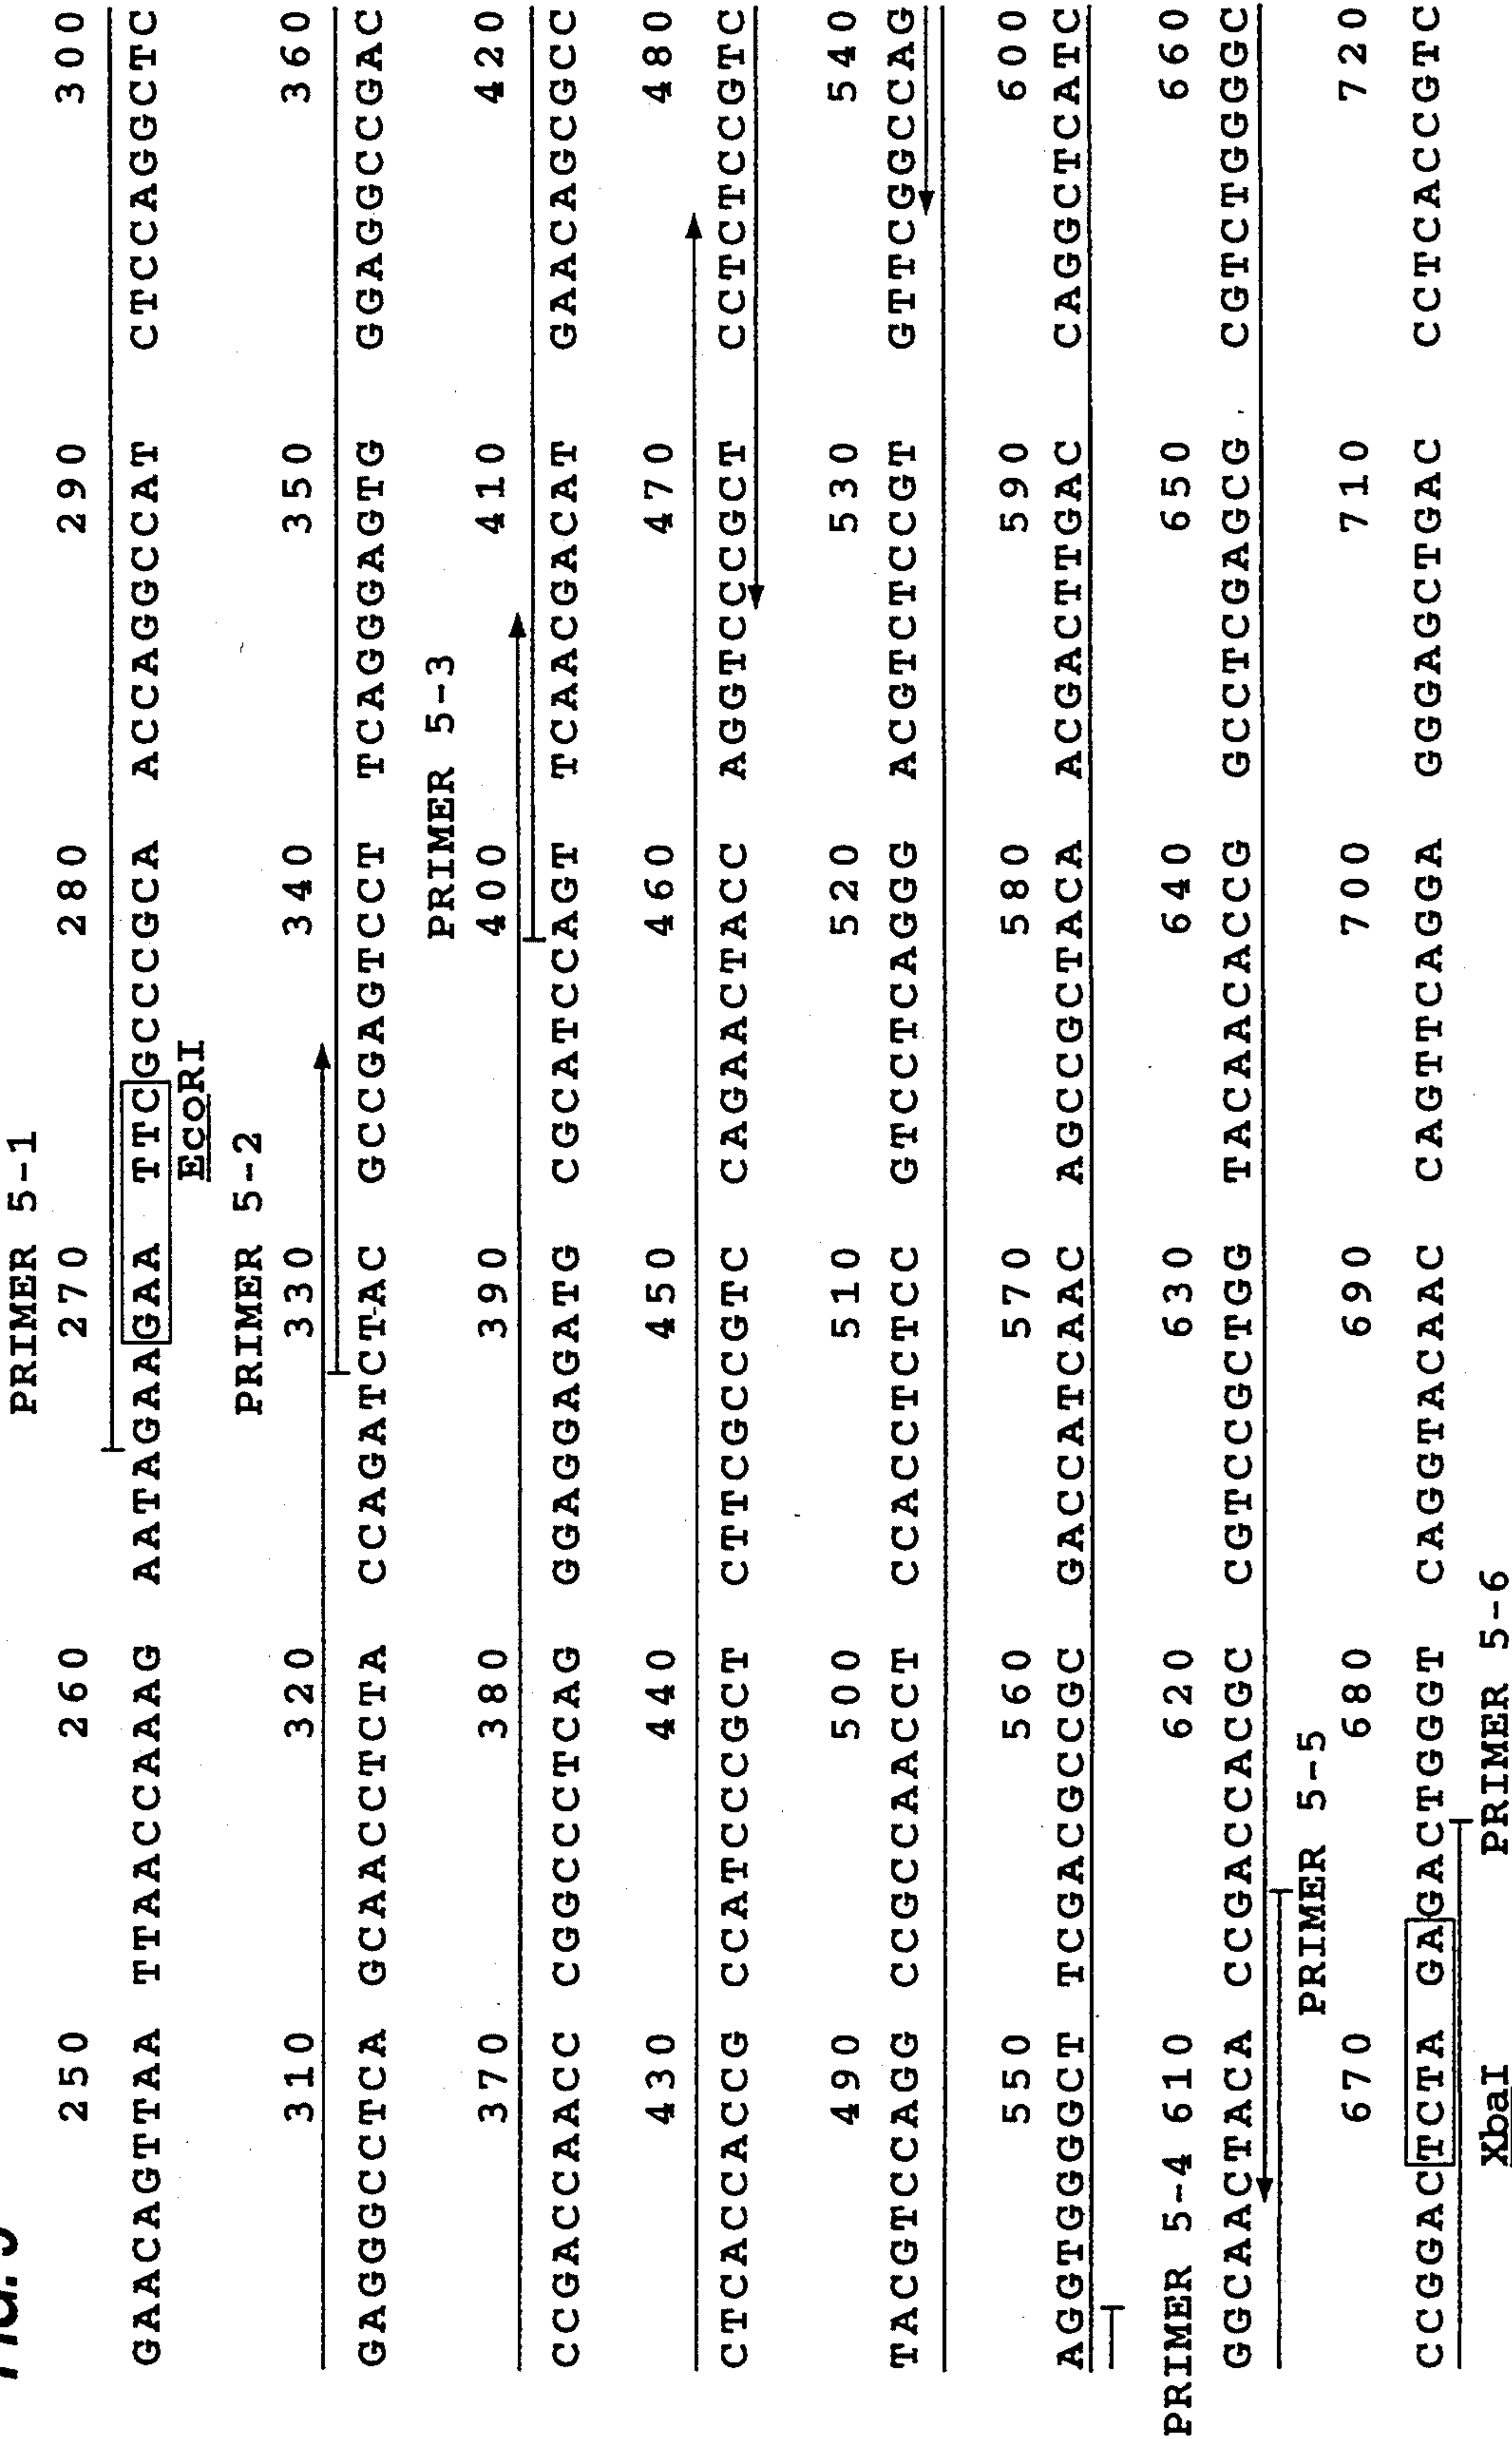 PRIMER 5-1
250 260 270 280 290 300
GAACAGTTAA TTAACCAAAG AATAGAAGAA TTCGCCCGCA ACCAGGCCAT CTCCAGGCTC
EcoRI
PRIMER 5-2
310 320 330 340 350 360
GAGGGCCTCA GCAACCTCTA CCAGATCTAC GCCGAGTCCT TCAGGGAGTG GGAGGCCGAC
PRIMER 5-3
370 380 390 400 410 420
CCGACCAACC CGGCCCTCAG GGAGGAGATG CGCATCCAGT TCAACGACAT GAACAGCGCC
430 440 450 460 470 480
CTCACCACCG CCATCCCGCT CTTCGCCGTC CAGAACTACC AGGTCCCGCT CCTCTCCGTC
490 500 510 520 530 540
TACGTCCAGG CCGCCAACCT CCACCTCTCC GTCCTCAGGG ACGTCTCCGT GTTCGGCCAG
550 560 570 580 590 600
AGGTGGGGCT TCGACGCCGC GACCATCAAC AGCCGCTACA ACGACTTGAC CAGGCTCATC
PRIMER 5-4 610 620 630 640 650 660
GGCAACTACA CCGACCACGC CGTCCGCTGG TACAACACCG GCCTCGAGCG CGTCTGGGGC
PRIMER 5-5
670 680 690 700 710 720
CCGGACTCTA GAGACTGGGT CAGGTACAAC CAGTTCAGGA GGGAGCTGAC CCTCACCGTC
XbaI PRIMER 5-6